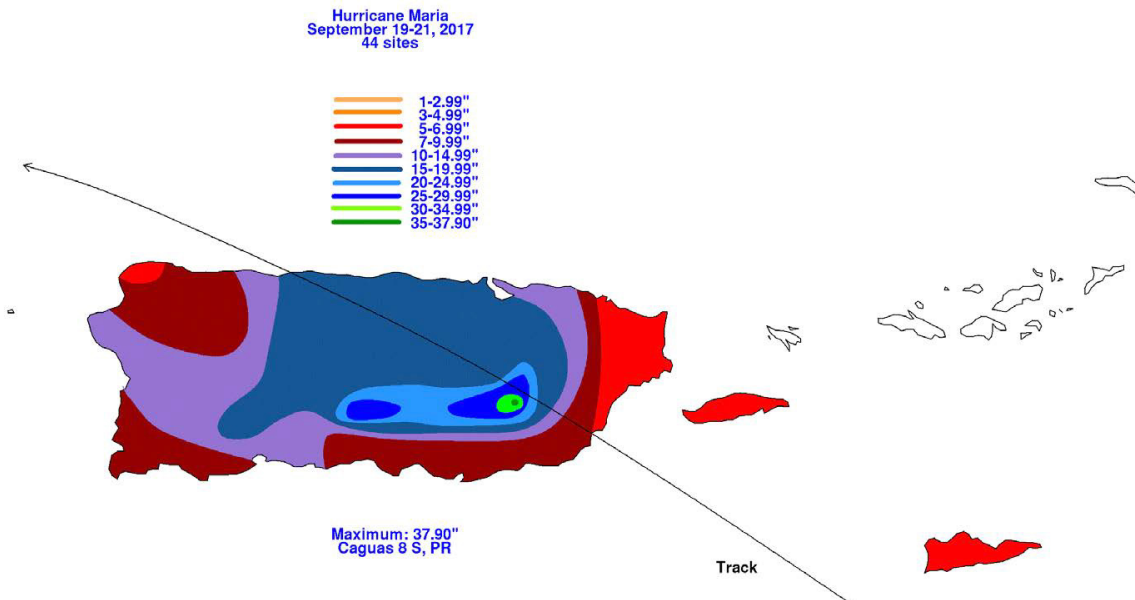 Hurricane Maria
September 19-21, 2017
44 sites
1-2.99"
3-4.99"
5-6.99"
7-9.99"
10-14.99"
15-19.99"
20-24.99"
25-29.99"
30-34.99"
35-37.90"
Maximum: 37.90"
Caguas 8 S, PR
Track